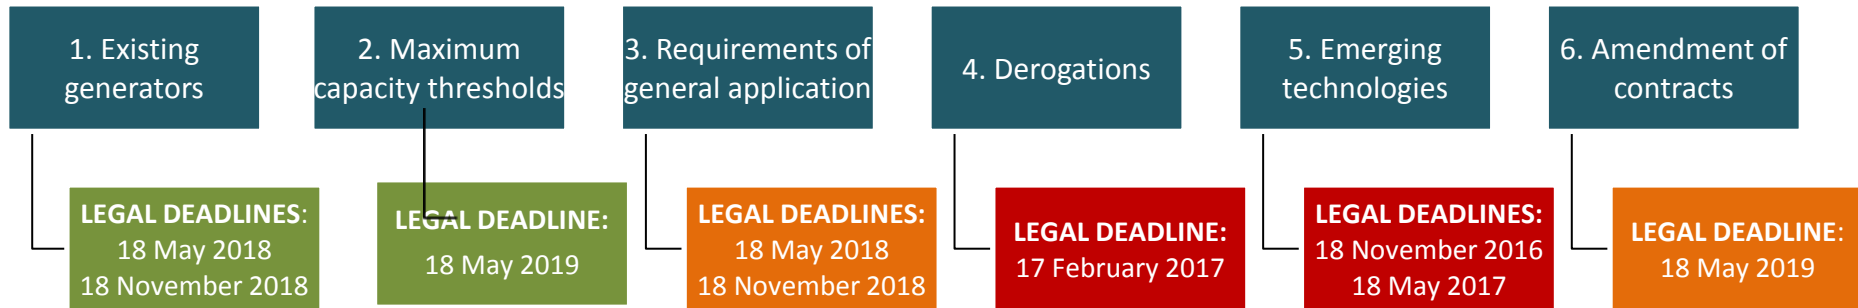 1. Existing
generators
2. Maximum
capacity thresholds
3. Requirements of
general application
4. Derogations
5. Emerging
technologies
6. Amendment of
contracts
LEGAL DEADLINES:
18 May 2018
18 November 2018
LEGAL DEADLINE:
18 May 2019
LEGAL DEADLINES:
18 May 2018
18 November 2018
LEGAL DEADLINE:
17 February 2017
LEGAL DEADLINES:
18 November 2016
18 May 2017
LEGAL DEADLINE:
18 May 2019